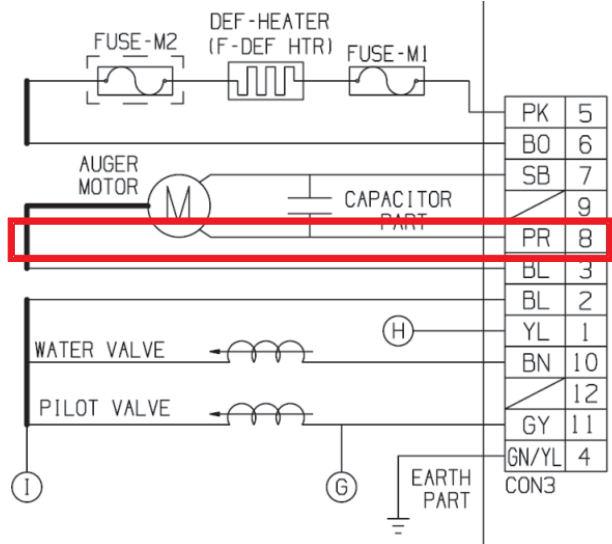 DEF-HEATER
FUSE-M2 (F-DEF HTR) FUSE-M1
PK 5
BO 6
AUGER
MOTOR
SB 7
M
CAPACITOR
PART
9
PR 8
BL 3
BL 2
H
YL 1
WATER VALVE
BN 10
12
PILOT VALVE
GY 11
GN/YL 4
I
G
EARTH
PART
CON3